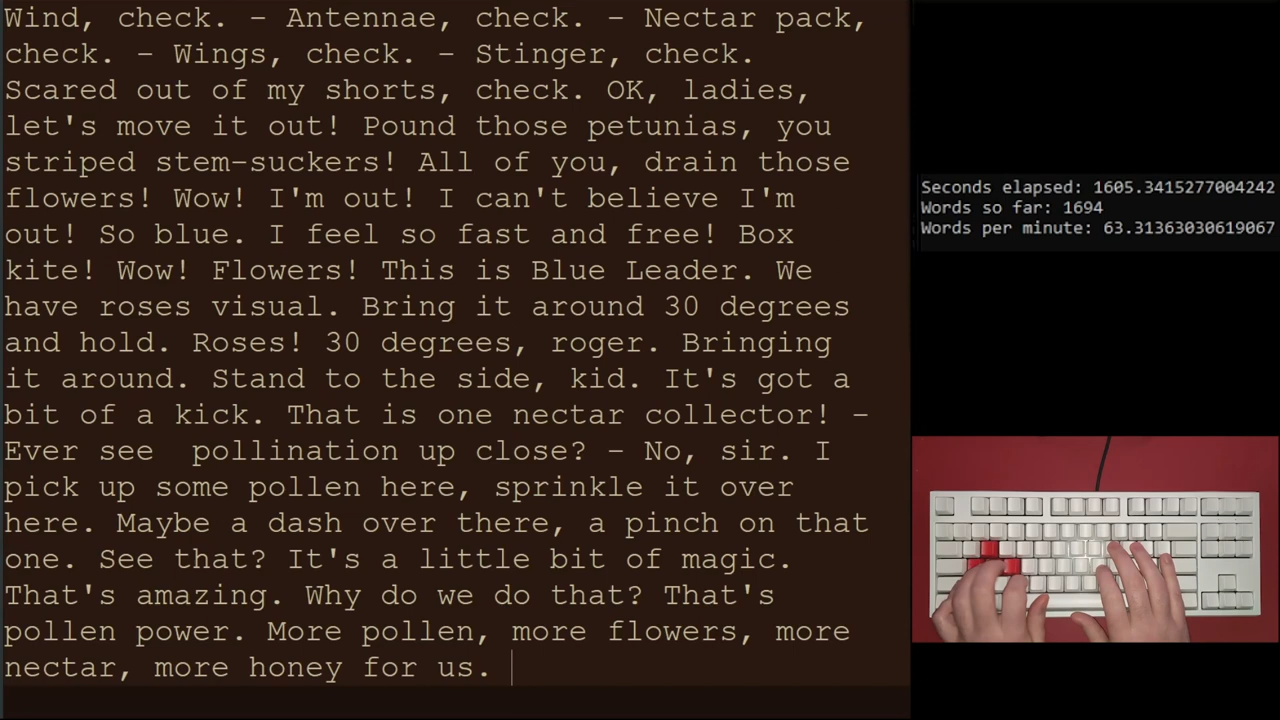 Wind, check. - Antennae, check. - Nectar pack,
check. - Wings, check. - Stinger, check.
Scared out of my shorts, check. OK, ladies,
let's move it out! Pound those petunias, you
striped stem-suckers! All of you, drain those
flowers! Wow! I'm out! I can't believe I'm
out! So blue. I feel so fast and free! Box
kite! Wow! Flowers! This is Blue Leader. We
have roses visual. Bring it around 30 degrees
and hold. Roses! 30 degrees, roger. Bringing
it around. Stand to the side, kid. It's got a
bit of a kick. That is one nectar collector! -
Ever see  pollination up close? - No, sir. I
pick up some pollen here, sprinkle it over
here. Maybe a dash over there, a pinch on that
one. See that? It's a little bit of magic.
That's amazing. Why do we do that? That's
pollen power. More pollen, more flowers, more
nectar, more honey for us.
Seconds elapsed: 1605.3415277004242
Words so far: 1694
Words per minute: 63.31363030619067